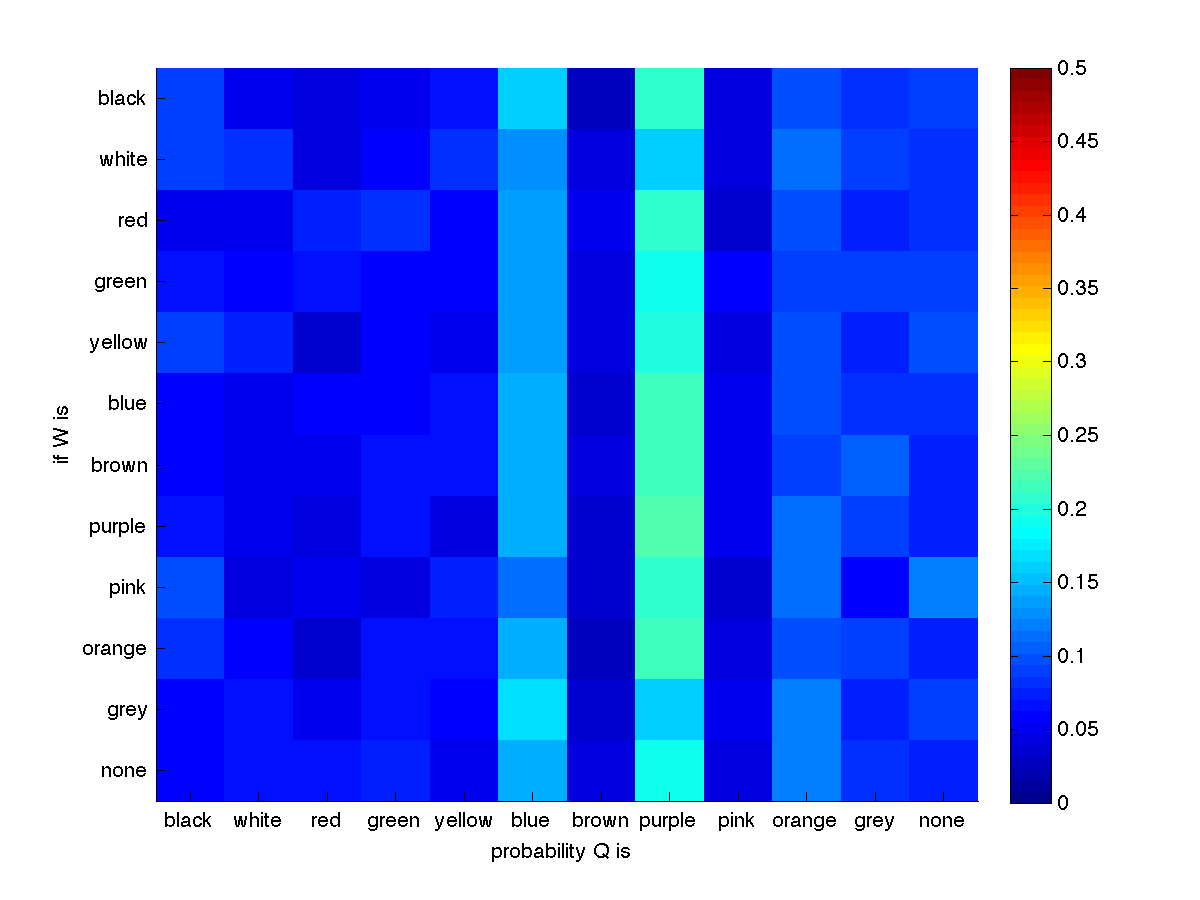 black
white
red
green
yellow
blue
brown
purple
pink
orange
grey
none
if W is
black white red green yellow blue brown purple pink orange grey none
probability Q is
0.5
0.45
0.4
0.35
0.3
0.25
0.2
0.15
0.1
0.05
0